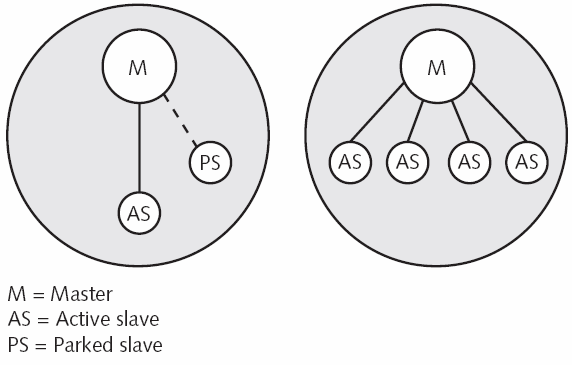 M
M
PS
AS
AS
AS
AS
AS
M = Master
AS = Active slave
PS = Parked slave